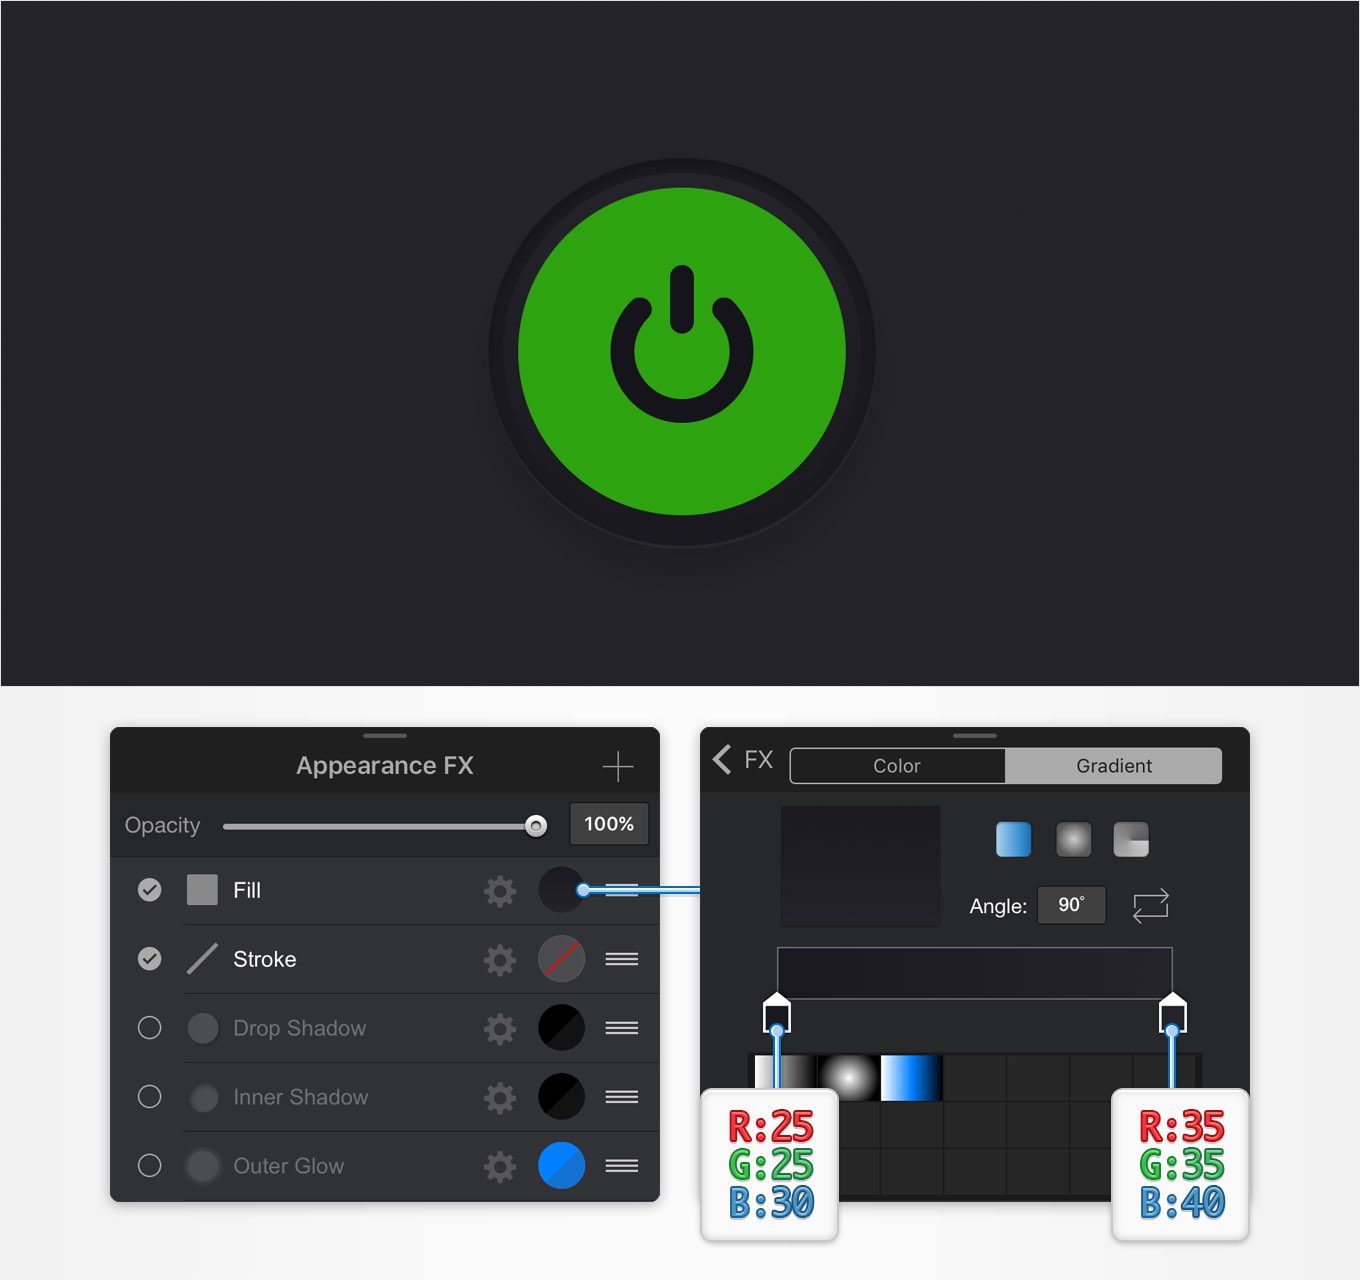 Appearance FX
Opacity
100%
Fill
Stroke
Drop Shadow
Inner Shadow
Outer Glow
FX
Color
Gradient
Angle:
90°
R:25
G:25
B:30
R:35
G:35
B:40